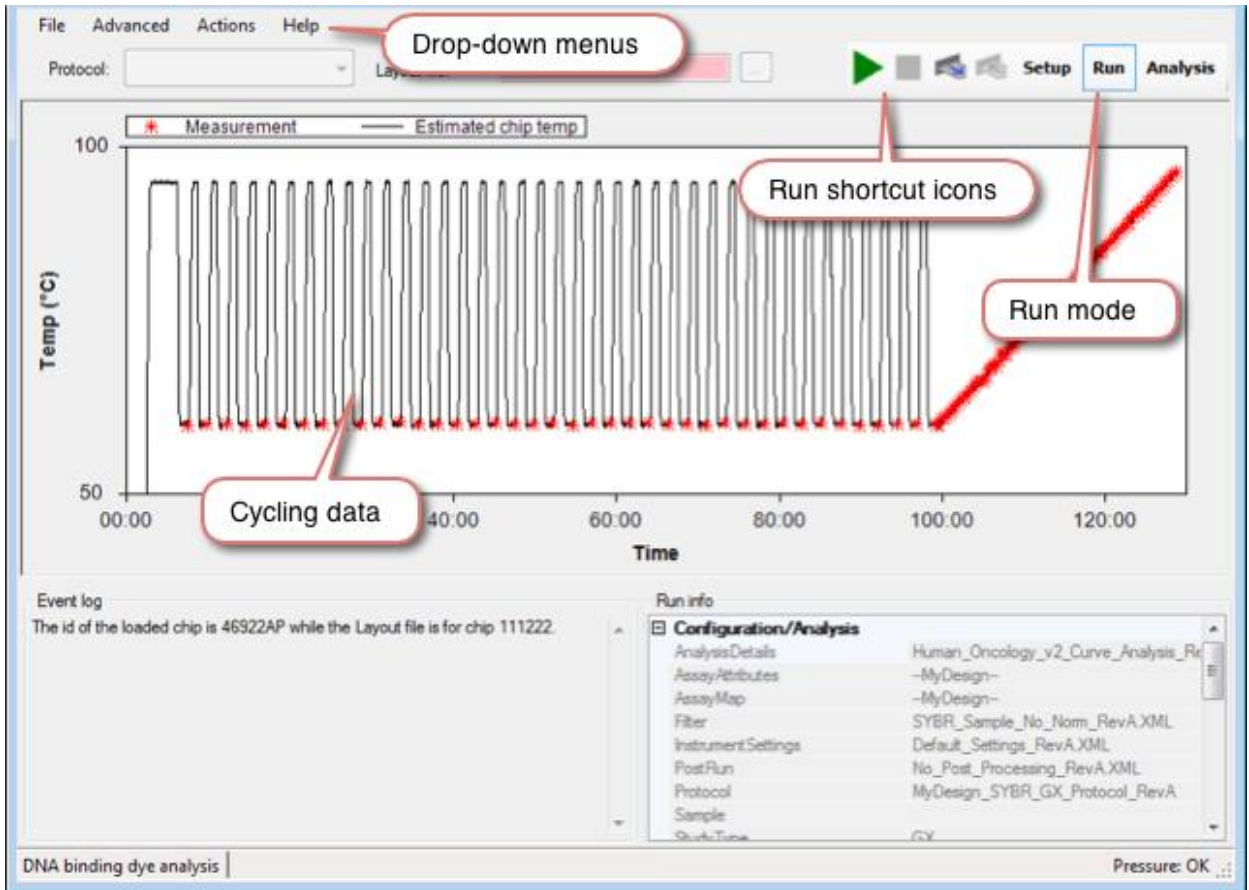 File Advanced Actions Help
Drop-down menus
Protocol:
Setup Run Analysis
Measurement Estimated chip temp
100
Run shortcut icons
Temp (°C)
Run mode
50
Cycling data
00:00 40:00 60:00 80:00 100:00 120:00
Time
Event log
The id of the loaded chip is 46922AP while the Layout file is for chip 111222.
Run info
Configuration/Analysis
AnalysisDetails Human_Oncology_v2_Curve_Analysis_Re
AssayAttributes --MyDesign--
AssayMap --MyDesign--
Filter SYBR_Sample_No_Norm_RevA.XML
InstrumentSettings Default_Settings_RevA.XML
PostRun No_Post_Processing_RevA.XML
Protocol MyDesign_SYBR_GX_Protocol_RevA
Sample
StudyType GX
DNA binding dye analysis
Pressure: OK